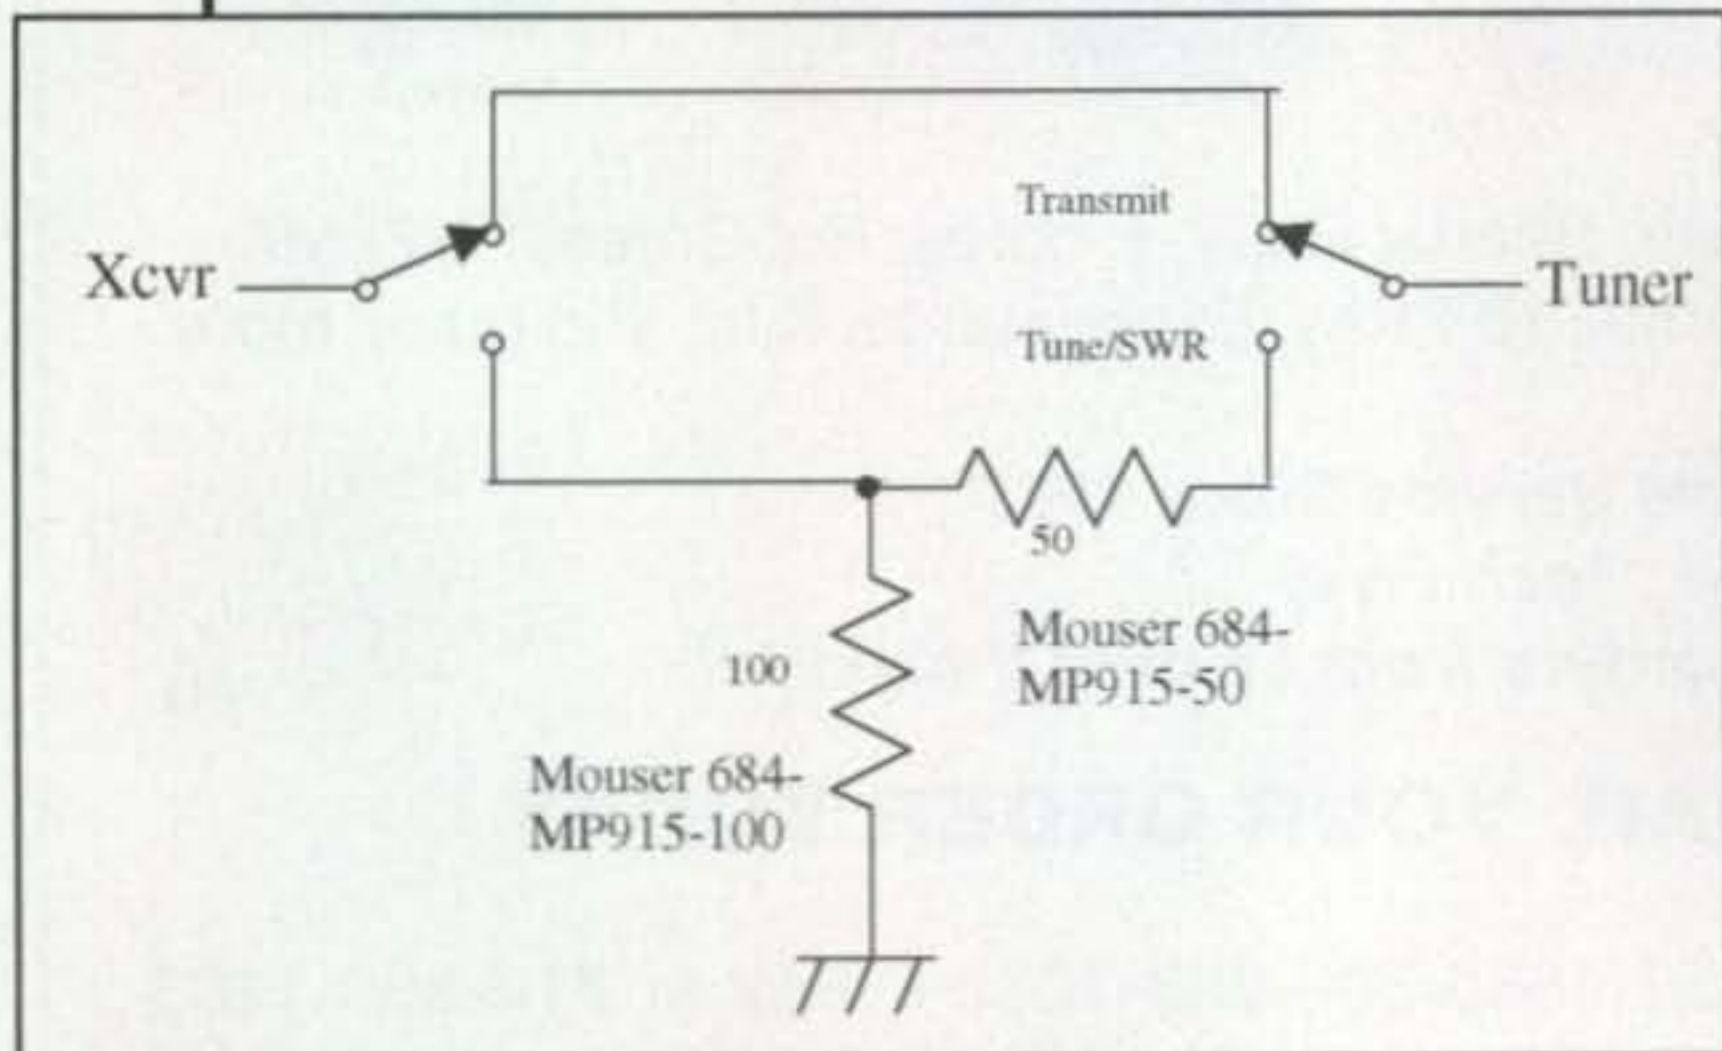 Transmit
Xcvr
Tuner
Tune/SWR
50
100
Mouser 684-
MP915-50
Mouser 684-
MP915-100